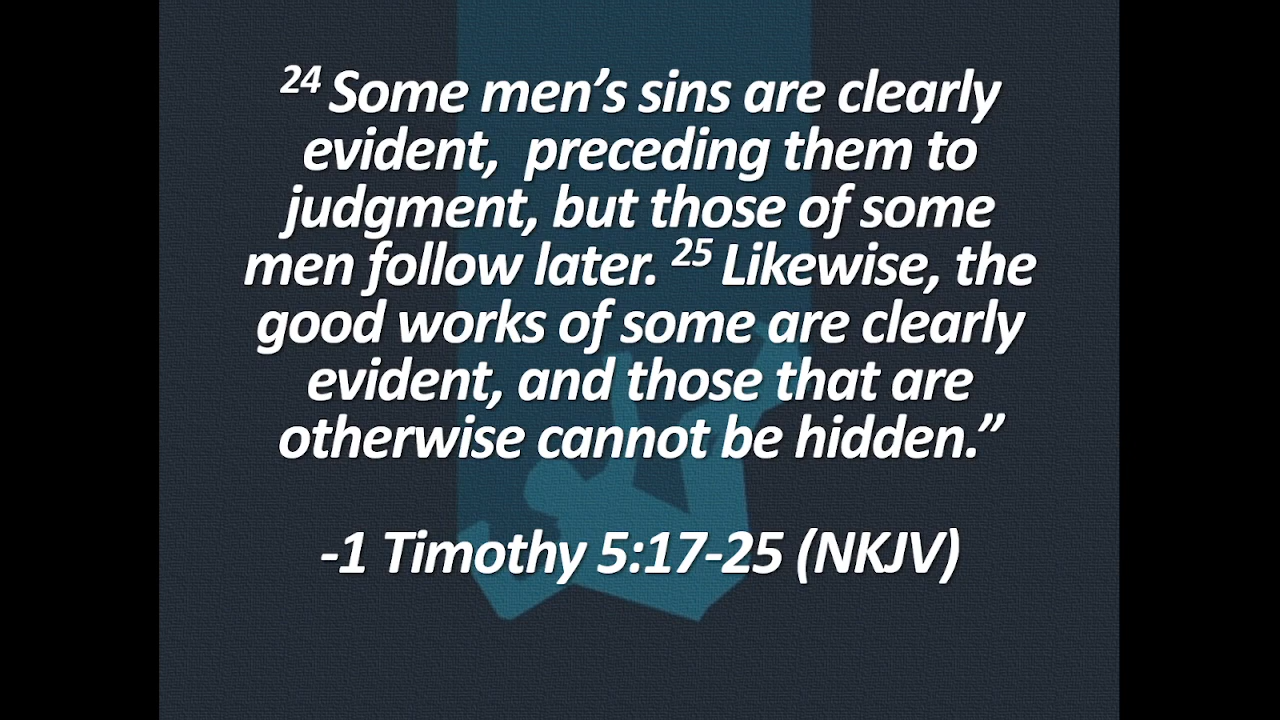 24 Some men’s sins are clearly
evident,  preceding them to
judgment, but those of some
men follow later. 25 Likewise, the
good works of some are clearly
evident, and those that are
otherwise cannot be hidden.”
-1 Timothy 5:17-25 (NKJV)